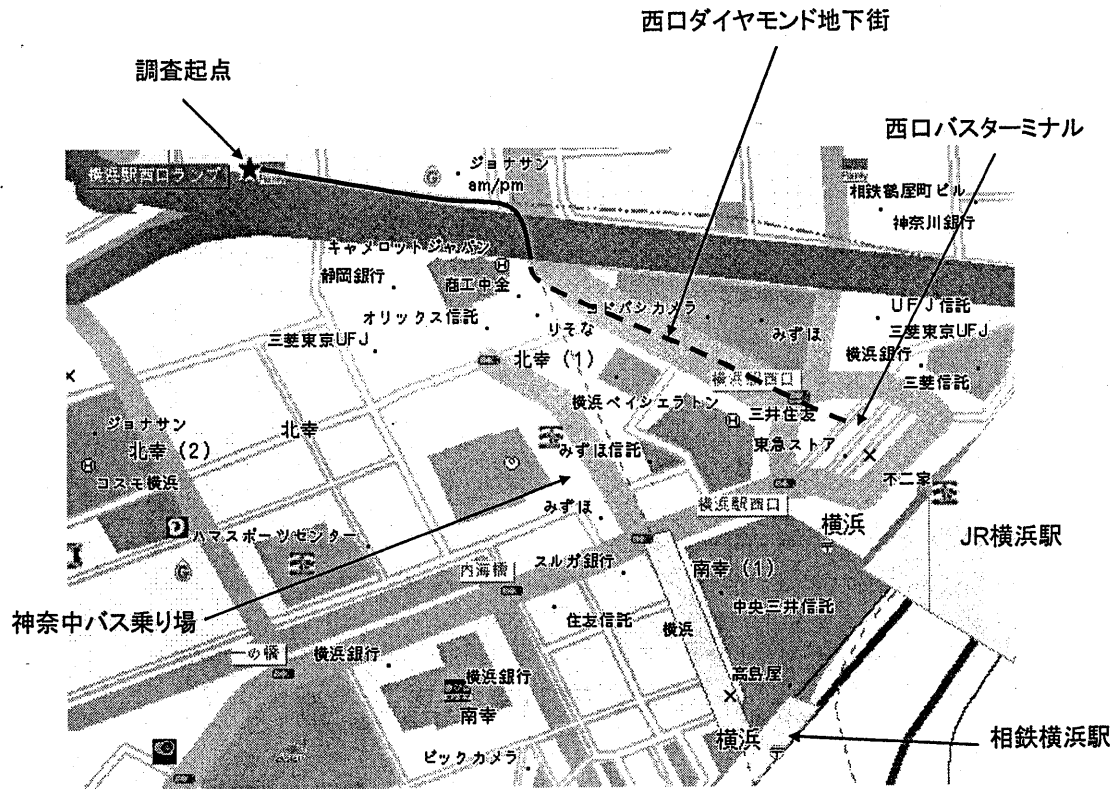 西口ダイヤモンド地下街
調査起点
西口バスターミナル
横浜駅西口ランプ
ジョナサン
am/pm
相鉄鶴屋町ビル
神奈川銀行
キャメロットジャパン
静岡銀行
商工中金
ヨドバシカメラ
UFJ信託
オリックス信託
りそな
みずほ
三菱東京UFJ
三菱東京UFJ
北幸(1)
横浜銀行
横浜駅西口
三菱信託
横浜ベイシェラトン
三井住友
ジョナサン
北幸
東急ストア
北幸(2)
みずほ信託
コスモ横浜
不二家
みずほ
横浜駅西口
横浜
JR横浜駅
ハマスポーツセンター
内海橋
スルガ銀行
南幸(1)
神奈中バス乗り場
住友信託
横浜
中央三井信託
一の橋
横浜銀行
横浜銀行
高島屋
南幸
横浜
相鉄横浜駅
ビックカメラ